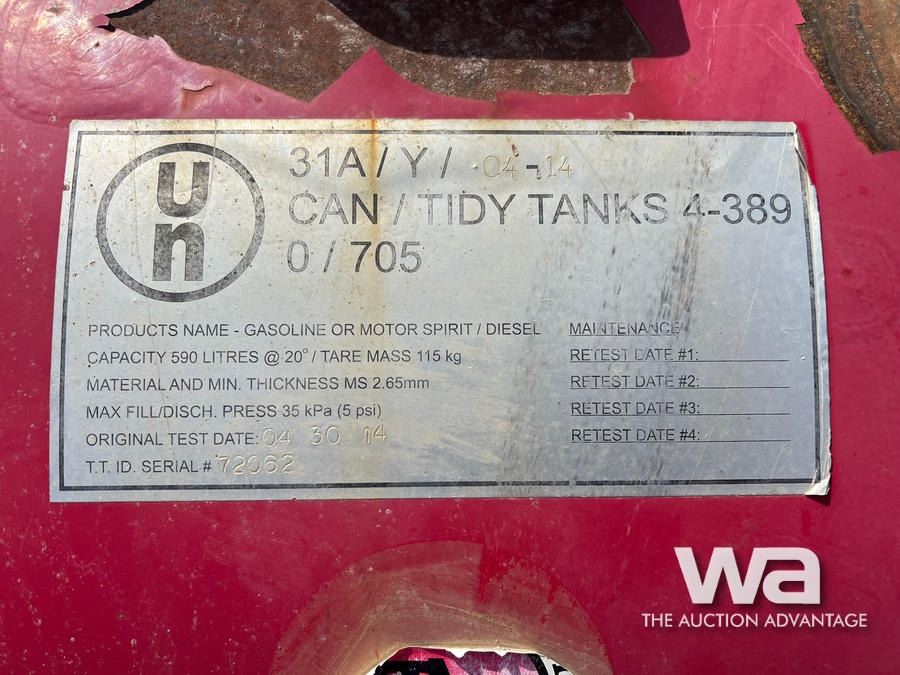 un
31A / Y / 04-14
CAN / TIDY TANKS 4-389
0 / 705
PRODUCTS NAME - GASOLINE OR MOTOR SPIRIT / DIESEL
CAPACITY 590 LITRES @ 20° / TARE MASS 115 kg
MATERIAL AND MIN. THICKNESS MS 2.65mm
MAX FILL/DISCH. PRESS 35 kPa (5 psi)
ORIGINAL TEST DATE: 04 30 14
T.T. ID. SERIAL # 72062
MAINTENANCE
RETEST DATE #1:
RETEST DATE #2:
RETEST DATE #3:
RETEST DATE #4:
wa
THE AUCTION ADVANTAGE